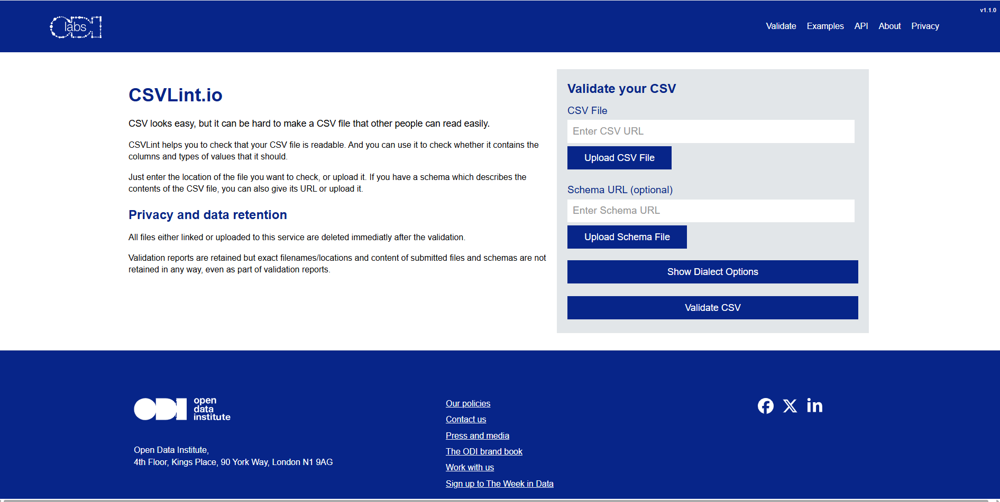 labs
v1.1.0
Validate Examples API About Privacy
CSVLint.io
CSV looks easy, but it can be hard to make a CSV file that other people can read easily.
CSVLint helps you to check that your CSV file is readable. And you can use it to check whether it contains the
columns and types of values that it should.
Just enter the location of the file you want to check, or upload it. If you have a schema which describes the
contents of the CSV file, you can also give its URL or upload it.
Privacy and data retention
All files either linked or uploaded to this service are deleted immediatly after the validation.
Validation reports are retained but exact filenames/locations and content of submitted files and schemas are not
retained in any way, even as part of validation reports.
Validate your CSV
CSV File
Enter CSV URL
Upload CSV File
Schema URL (optional)
Enter Schema URL
Upload Schema File
Show Dialect Options
Validate CSV
ODI
open
data
institute
Open Data Institute,
4th Floor, Kings Place, 90 York Way, London N1 9AG
Our policies
Contact us
Press and media
The ODI brand book
Work with us
Sign up to The Week in Data